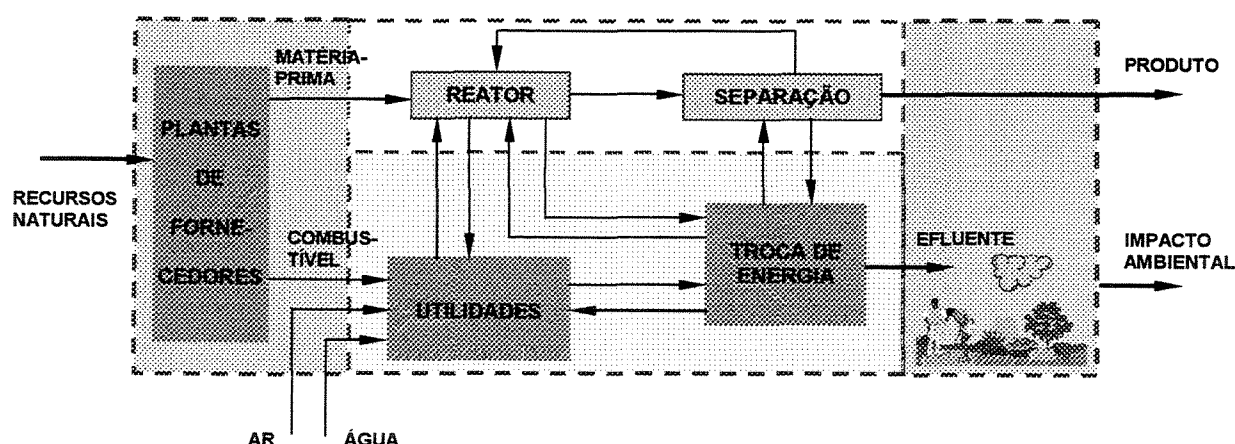 MATÉRIA-
PRIMA
REATOR
SEPARAÇÃO
PRODUTO
PLANTAS
DE
FORNE-
CEDORES
RECURSOS
NATURAIS
COMBUS-
TÍVEL
UTILIDADES
TROCA DE
ENERGIA
EFLUENTE
IMPACTO
AMBIENTAL
AR
ÁGUA